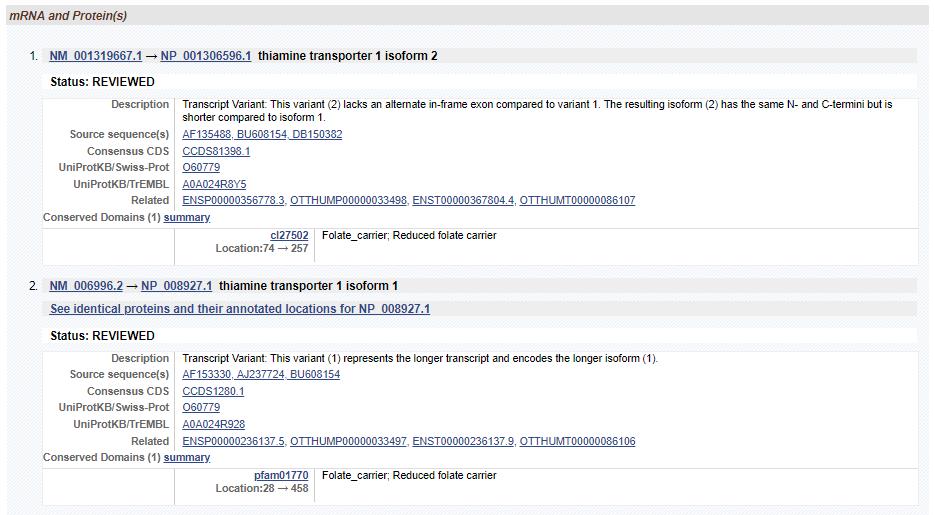 mRNA and Protein(s)
1. NM_001319667.1 → NP_001306596.1 thiamine transporter 1 isoform 2
Status: REVIEWED
Description Transcript Variant: This variant (2) lacks an alternate in-frame exon compared to variant 1. The resulting isoform (2) has the same N- and C-termini but is
shorter compared to isoform 1.
Source sequence(s) AF135488, BU608154, DB150382
Consensus CDS CCDS81398.1
UniProtKB/Swiss-Prot O60779
UniProtKB/TrEMBL A0A024R8Y5
Related ENSP00000356778.3, OTTHUMP00000033498, ENST00000367804.4, OTTHUMT00000086107
Conserved Domains (1) summary
cl27502 Folate_carrier; Reduced folate carrier
Location:74 → 257
2. NM_006996.2 → NP_008927.1 thiamine transporter 1 isoform 1
See identical proteins and their annotated locations for NP_008927.1
Status: REVIEWED
Description Transcript Variant: This variant (1) represents the longer transcript and encodes the longer isoform (1).
Source sequence(s) AF153330, AJ237724, BU608154
Consensus CDS CCDS1280.1
UniProtKB/Swiss-Prot O60779
UniProtKB/TrEMBL A0A024R928
Related ENSP00000236137.5, OTTHUMP00000033497, ENST00000236137.9, OTTHUMT00000086106
Conserved Domains (1) summary
pfam01770 Folate_carrier; Reduced folate carrier
Location:28 → 458